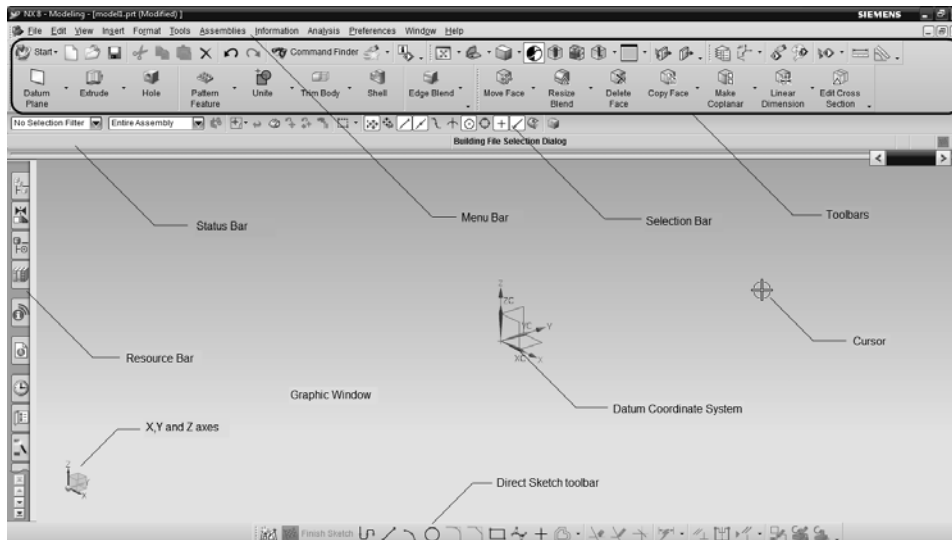 NX 8 - Modeling - [model1.prt (Modified) ]
SIEMENS
File Edit View Insert Format Tools Assemblies Information Analysis Preferences Window Help
Start
Command Finder
Datum Plane
Extrude
Hole
Pattern Feature
Unite
Trim Body
Shell
Edge Blend
Move Face
Resize Blend
Delete Face
Copy Face
Make Coplanar
Linear Dimension
Edit Cross Section
No Selection Filter
Entire Assembly
Building File Selection Dialog
Status Bar
Menu Bar
Selection Bar
Toolbars
Z
ZC
YC
Y
XC
X
Cursor
Resource Bar
Graphic Window
Datum Coordinate System
X,Y and Z axes
Z
X
Direct Sketch toolbar
Finish Sketch